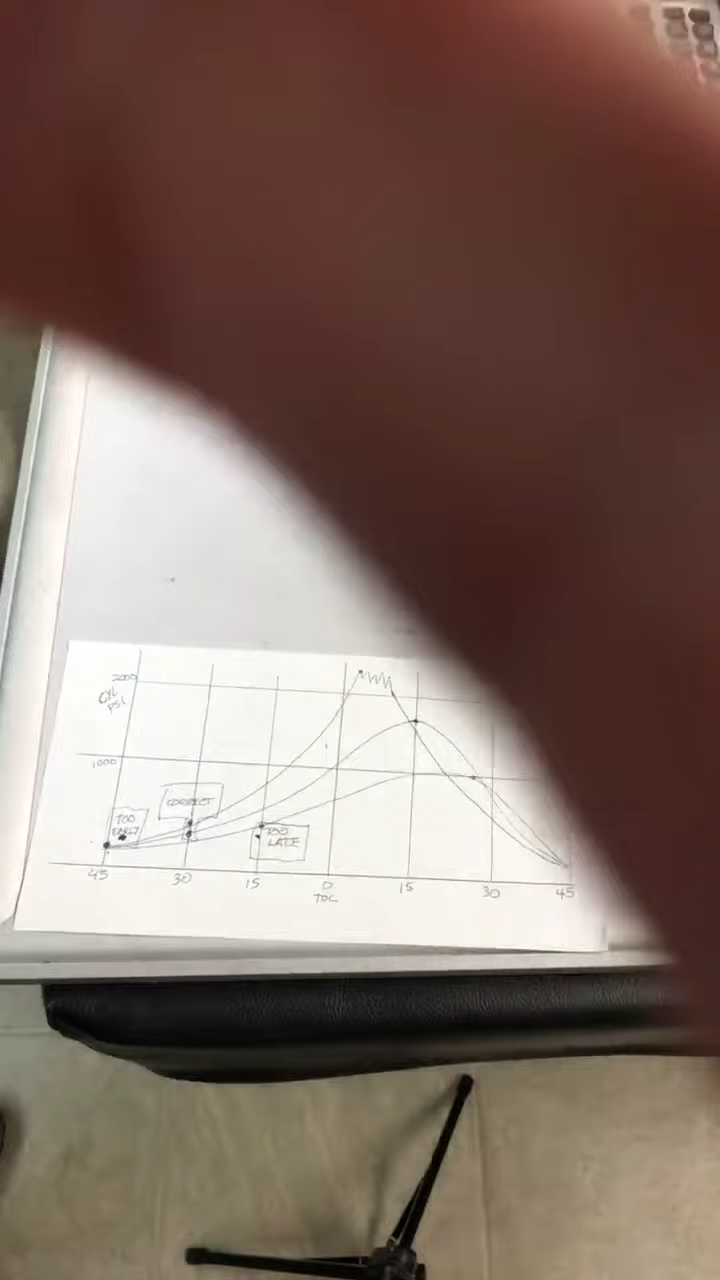 2000
CYL
psi
1000
CORRECT
TOO
EARLY
TOO
LATE
45
30
15
0
15
30
45
TDC